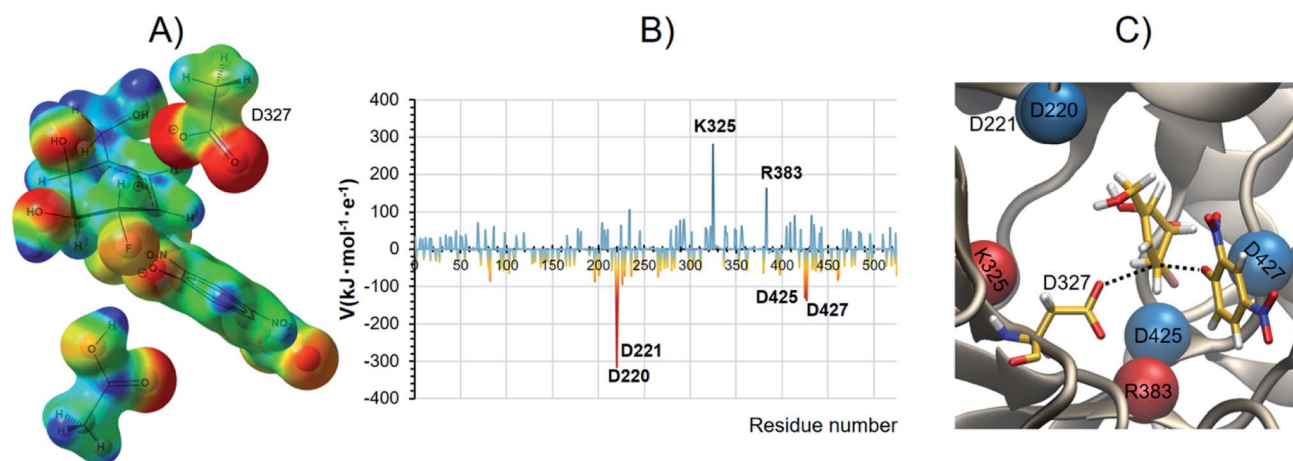 A)
B)
C)
H
H
H
D327
⊖O
O
OH
HO
H
H
H
⊕
HO
H
H
H
F
O₂N
⊖O
NO₂
H
O
O
H
H
H
V(kJ·mol⁻¹·e⁻¹)
400
300
200
100
0
-100
-200
-300
-400
0 50 100 150 200 250 300 350 400 450 500
K325
R383
D425
D427
D221
D220
Residue number
D221
D220
K325
D327
D427
D425
R383